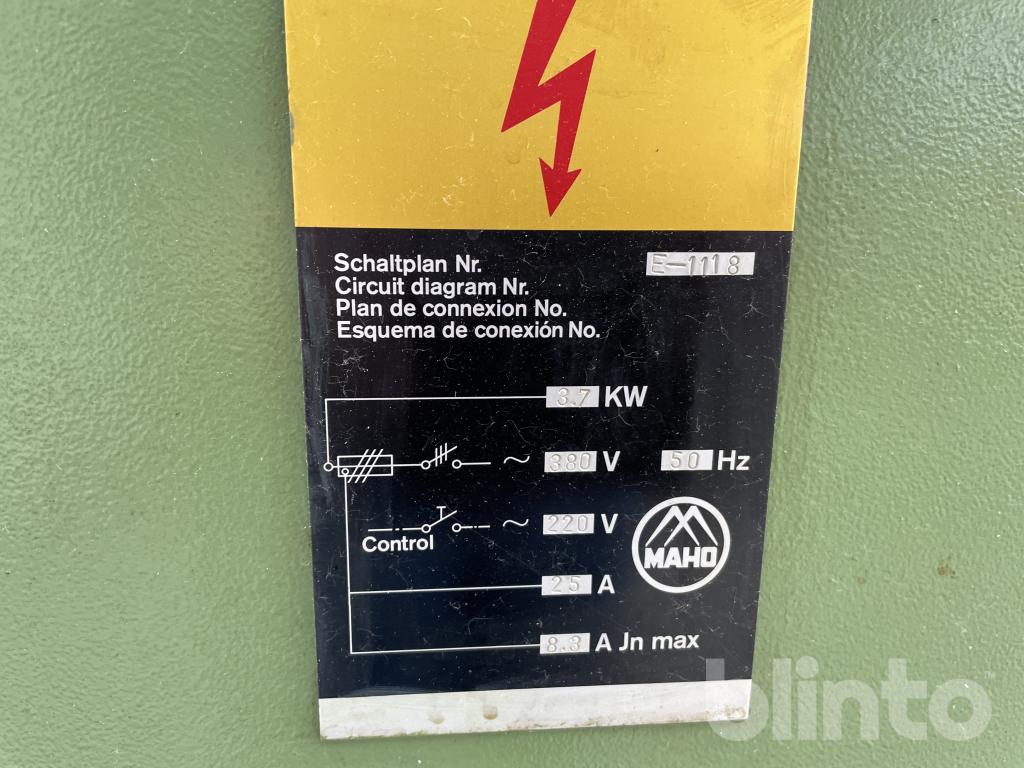 Schaltplan Nr. E-1118
Circuit diagram Nr.
Plan de connexion No.
Esquema de conexión No.
3.7 KW
~ 380 V 50 Hz
~ 220 V
Control
MAHO
25 A
8.3 A Jn max
blinto™